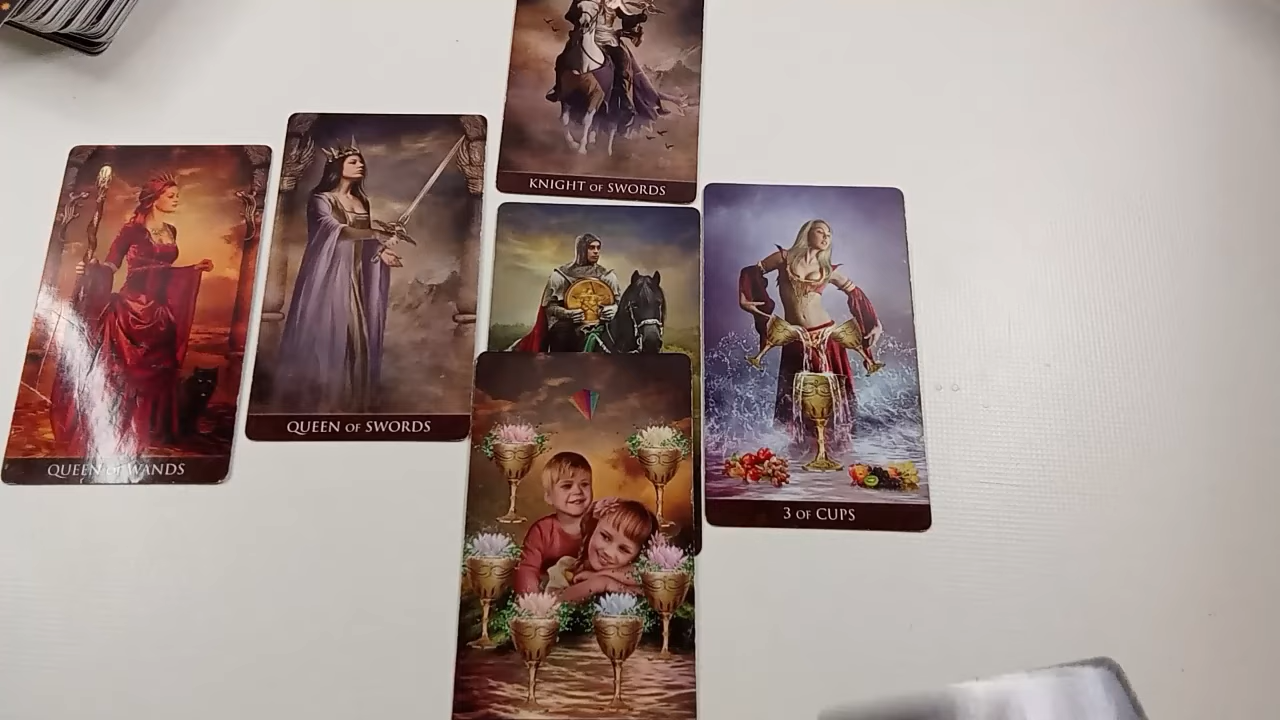 KNIGHT OF SWORDS
QUEEN OF SWORDS
QUEEN OF WANDS
3 OF CUPS